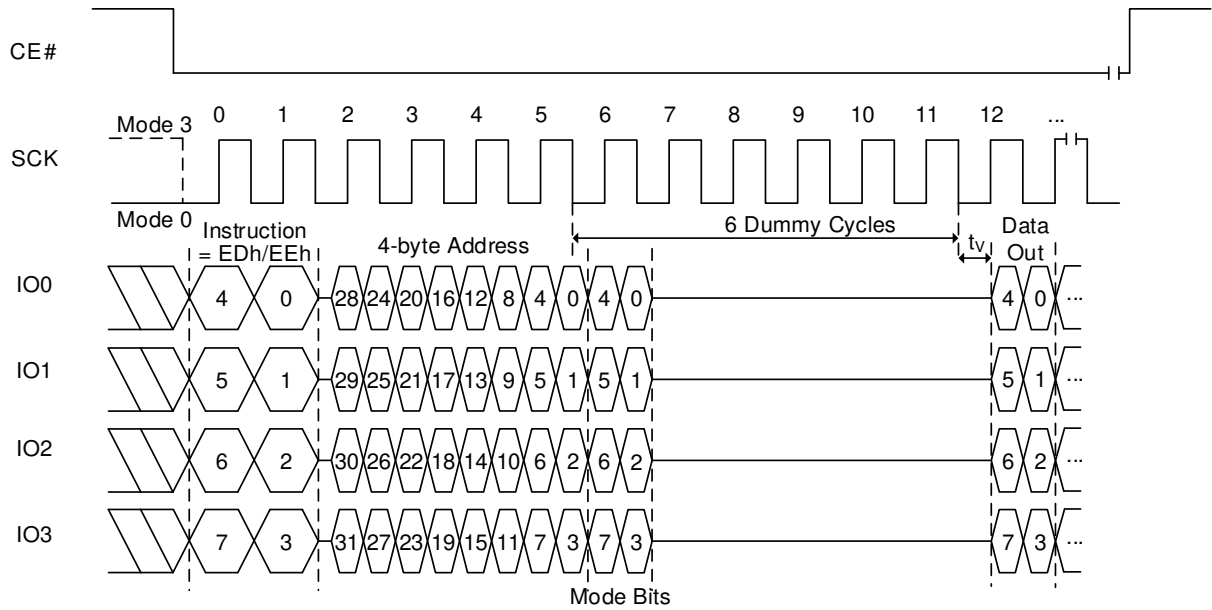 CE#
Mode 3
0 1 2 3 4 5 6 7 8 9 10 11 12 ...
SCK
Mode 0
Instruction
= EDh/EEh
4-byte Address
6 Dummy Cycles
tV
Data
Out
IO0
4 0 28 24 20 16 12 8 4 0 4 0 4 0 ...
IO1
5 1 29 25 21 17 13 9 5 1 5 1 5 1 ...
IO2
6 2 30 26 22 18 14 10 6 2 6 2 6 2 ...
IO3
7 3 31 27 23 19 15 11 7 3 7 3 7 3 ...
Mode Bits